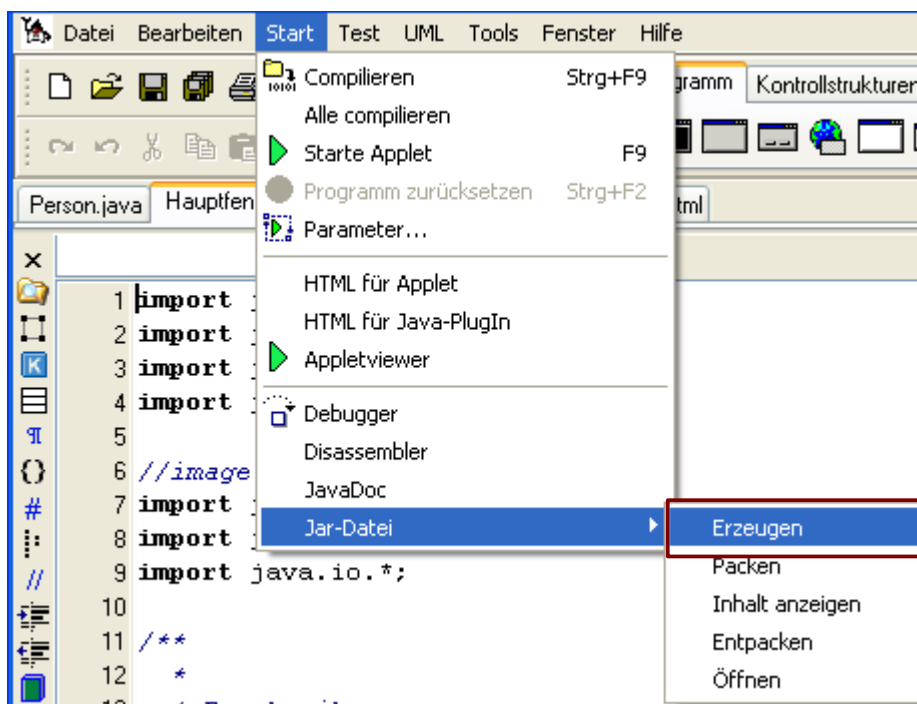 Datei Bearbeiten Start Test UML Tools Fenster Hilfe
Compilieren Strg+F9
Alle compilieren
Starte Applet F9
Programm zurücksetzen Strg+F2
Parameter...
HTML für Applet
HTML für Java-PlugIn
Appletviewer
Debugger
Disassembler
JavaDoc
Jar-Datei
Erzeugen
Packen
Inhalt anzeigen
Entpacken
Öffnen
Kontrollstrukturen
Person.java
1 import
2 import
3 import
4 import
5
6 //image
7 import
8 import
9 import java.io.*;
10
11 /**
12 *